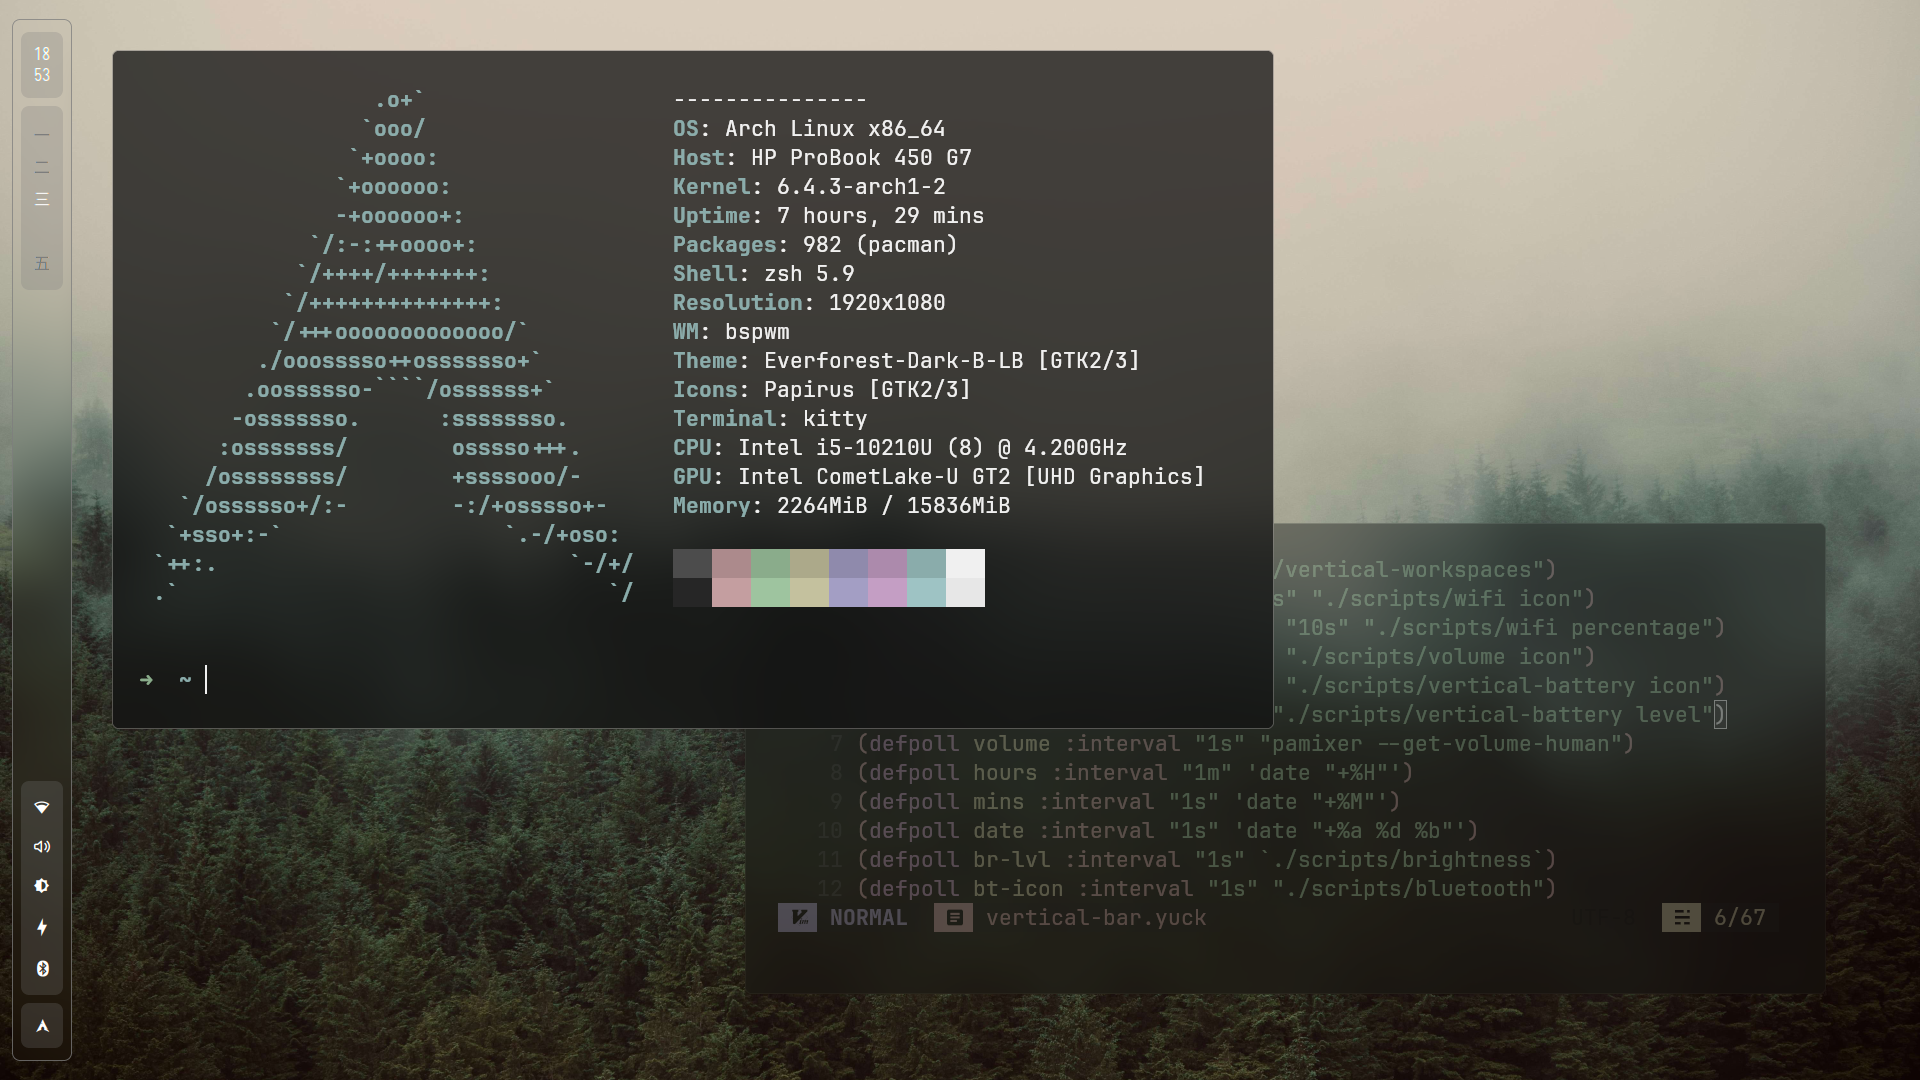 18
53
一
二
三
五
.o+`
`ooo/
`+oooo:
`+oooooo:
-+oooooo+:
`/:-:++oooo+:
`/++++/+++++++:
`/++++++++++++++:
`/+++ooooooooooooo/`
./ooosssso++osssssso+`
.oossssso-````/ossssss+`
-osssssso.      :ssssssso.
:osssssss/        osssso+++.
/ossssssss/        +ssssooo/-
`/ossssso+/:-        -:/+osssso+-
`+sso+:-`                 `.-/+oso:
`++:.                           `-/+/
.`                                 `/
---------------
OS: Arch Linux x86_64
Host: HP ProBook 450 G7
Kernel: 6.4.3-arch1-2
Uptime: 7 hours, 29 mins
Packages: 982 (pacman)
Shell: zsh 5.9
Resolution: 1920x1080
WM: bspwm
Theme: Everforest-Dark-B-LB [GTK2/3]
Icons: Papirus [GTK2/3]
Terminal: kitty
CPU: Intel i5-10210U (8) @ 4.200GHz
GPU: Intel CometLake-U GT2 [UHD Graphics]
Memory: 2264MiB / 15836MiB
➜ ~
/vertical-workspaces")
s" "./scripts/wifi icon")
"10s" "./scripts/wifi percentage")
"./scripts/volume icon")
"./scripts/vertical-battery icon")
"./scripts/vertical-battery level")
7 (defpoll volume :interval "1s" "pamixer --get-volume-human")
8 (defpoll hours :interval "1m" 'date "+%H"')
9 (defpoll mins :interval "1s" 'date "+%M"')
10 (defpoll date :interval "1s" 'date "+%a %d %b"')
11 (defpoll br-lvl :interval "1s" `./scripts/brightness`)
12 (defpoll bt-icon :interval "1s" "./scripts/bluetooth")
NORMAL vertical-bar.yuck 6/67